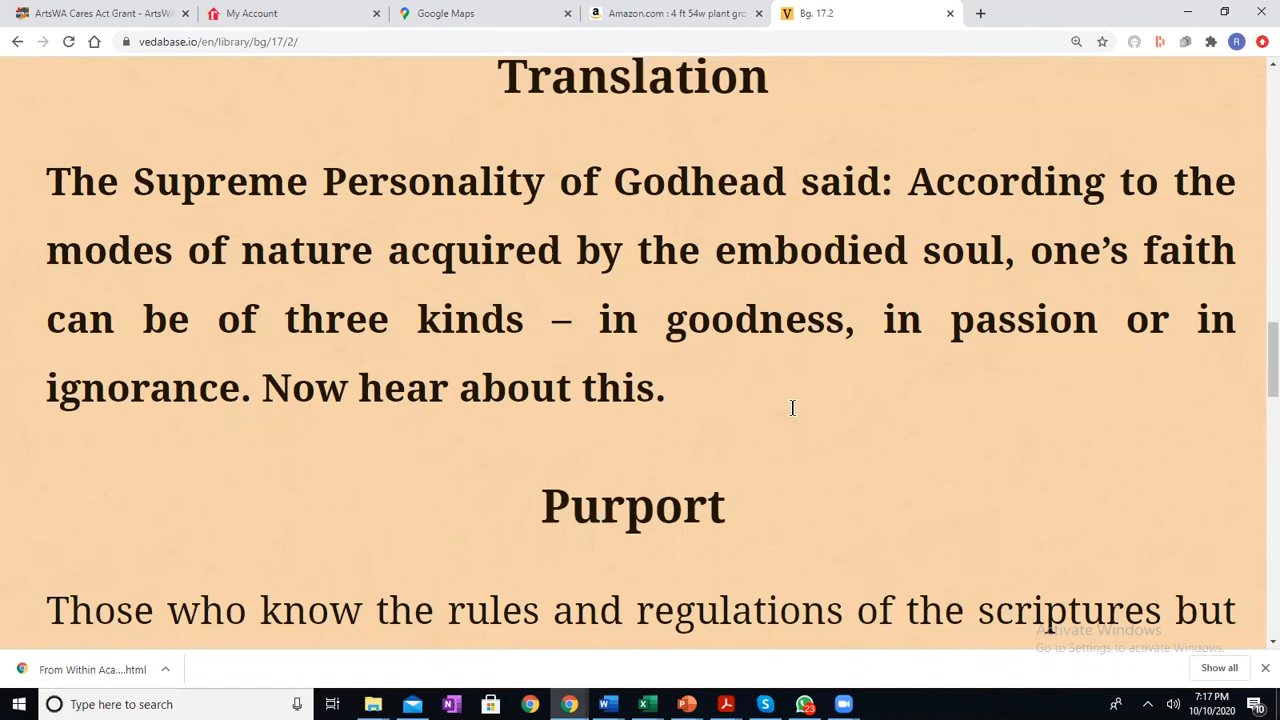 ArtsWA Cares Act Grant - ArtsWA
My Account
Google Maps
Amazon.com : 4 ft 54w plant gro
Bg. 17.2
vedabase.io/en/library/bg/17/2/
R
Translation
The Supreme Personality of Godhead said: According to the
modes of nature acquired by the embodied soul, one’s faith
can be of three kinds – in goodness, in passion or in
ignorance. Now hear about this.
Purport
Those who know the rules and regulations of the scriptures but
Activate Windows
Go to Settings to activate Windows.
From Within Aca....html
Show all
Type here to search
23
7:17 PM
10/10/2020
10